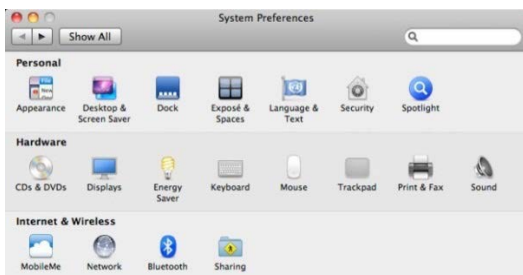 System Preferences
Show All
Personal
Appearance Desktop & Screen Saver Dock Exposé & Spaces Language & Text Security Spotlight
Hardware
CDs & DVDs Displays Energy Saver Keyboard Mouse Trackpad Print & Fax Sound
Internet & Wireless
MobileMe Network Bluetooth Sharing